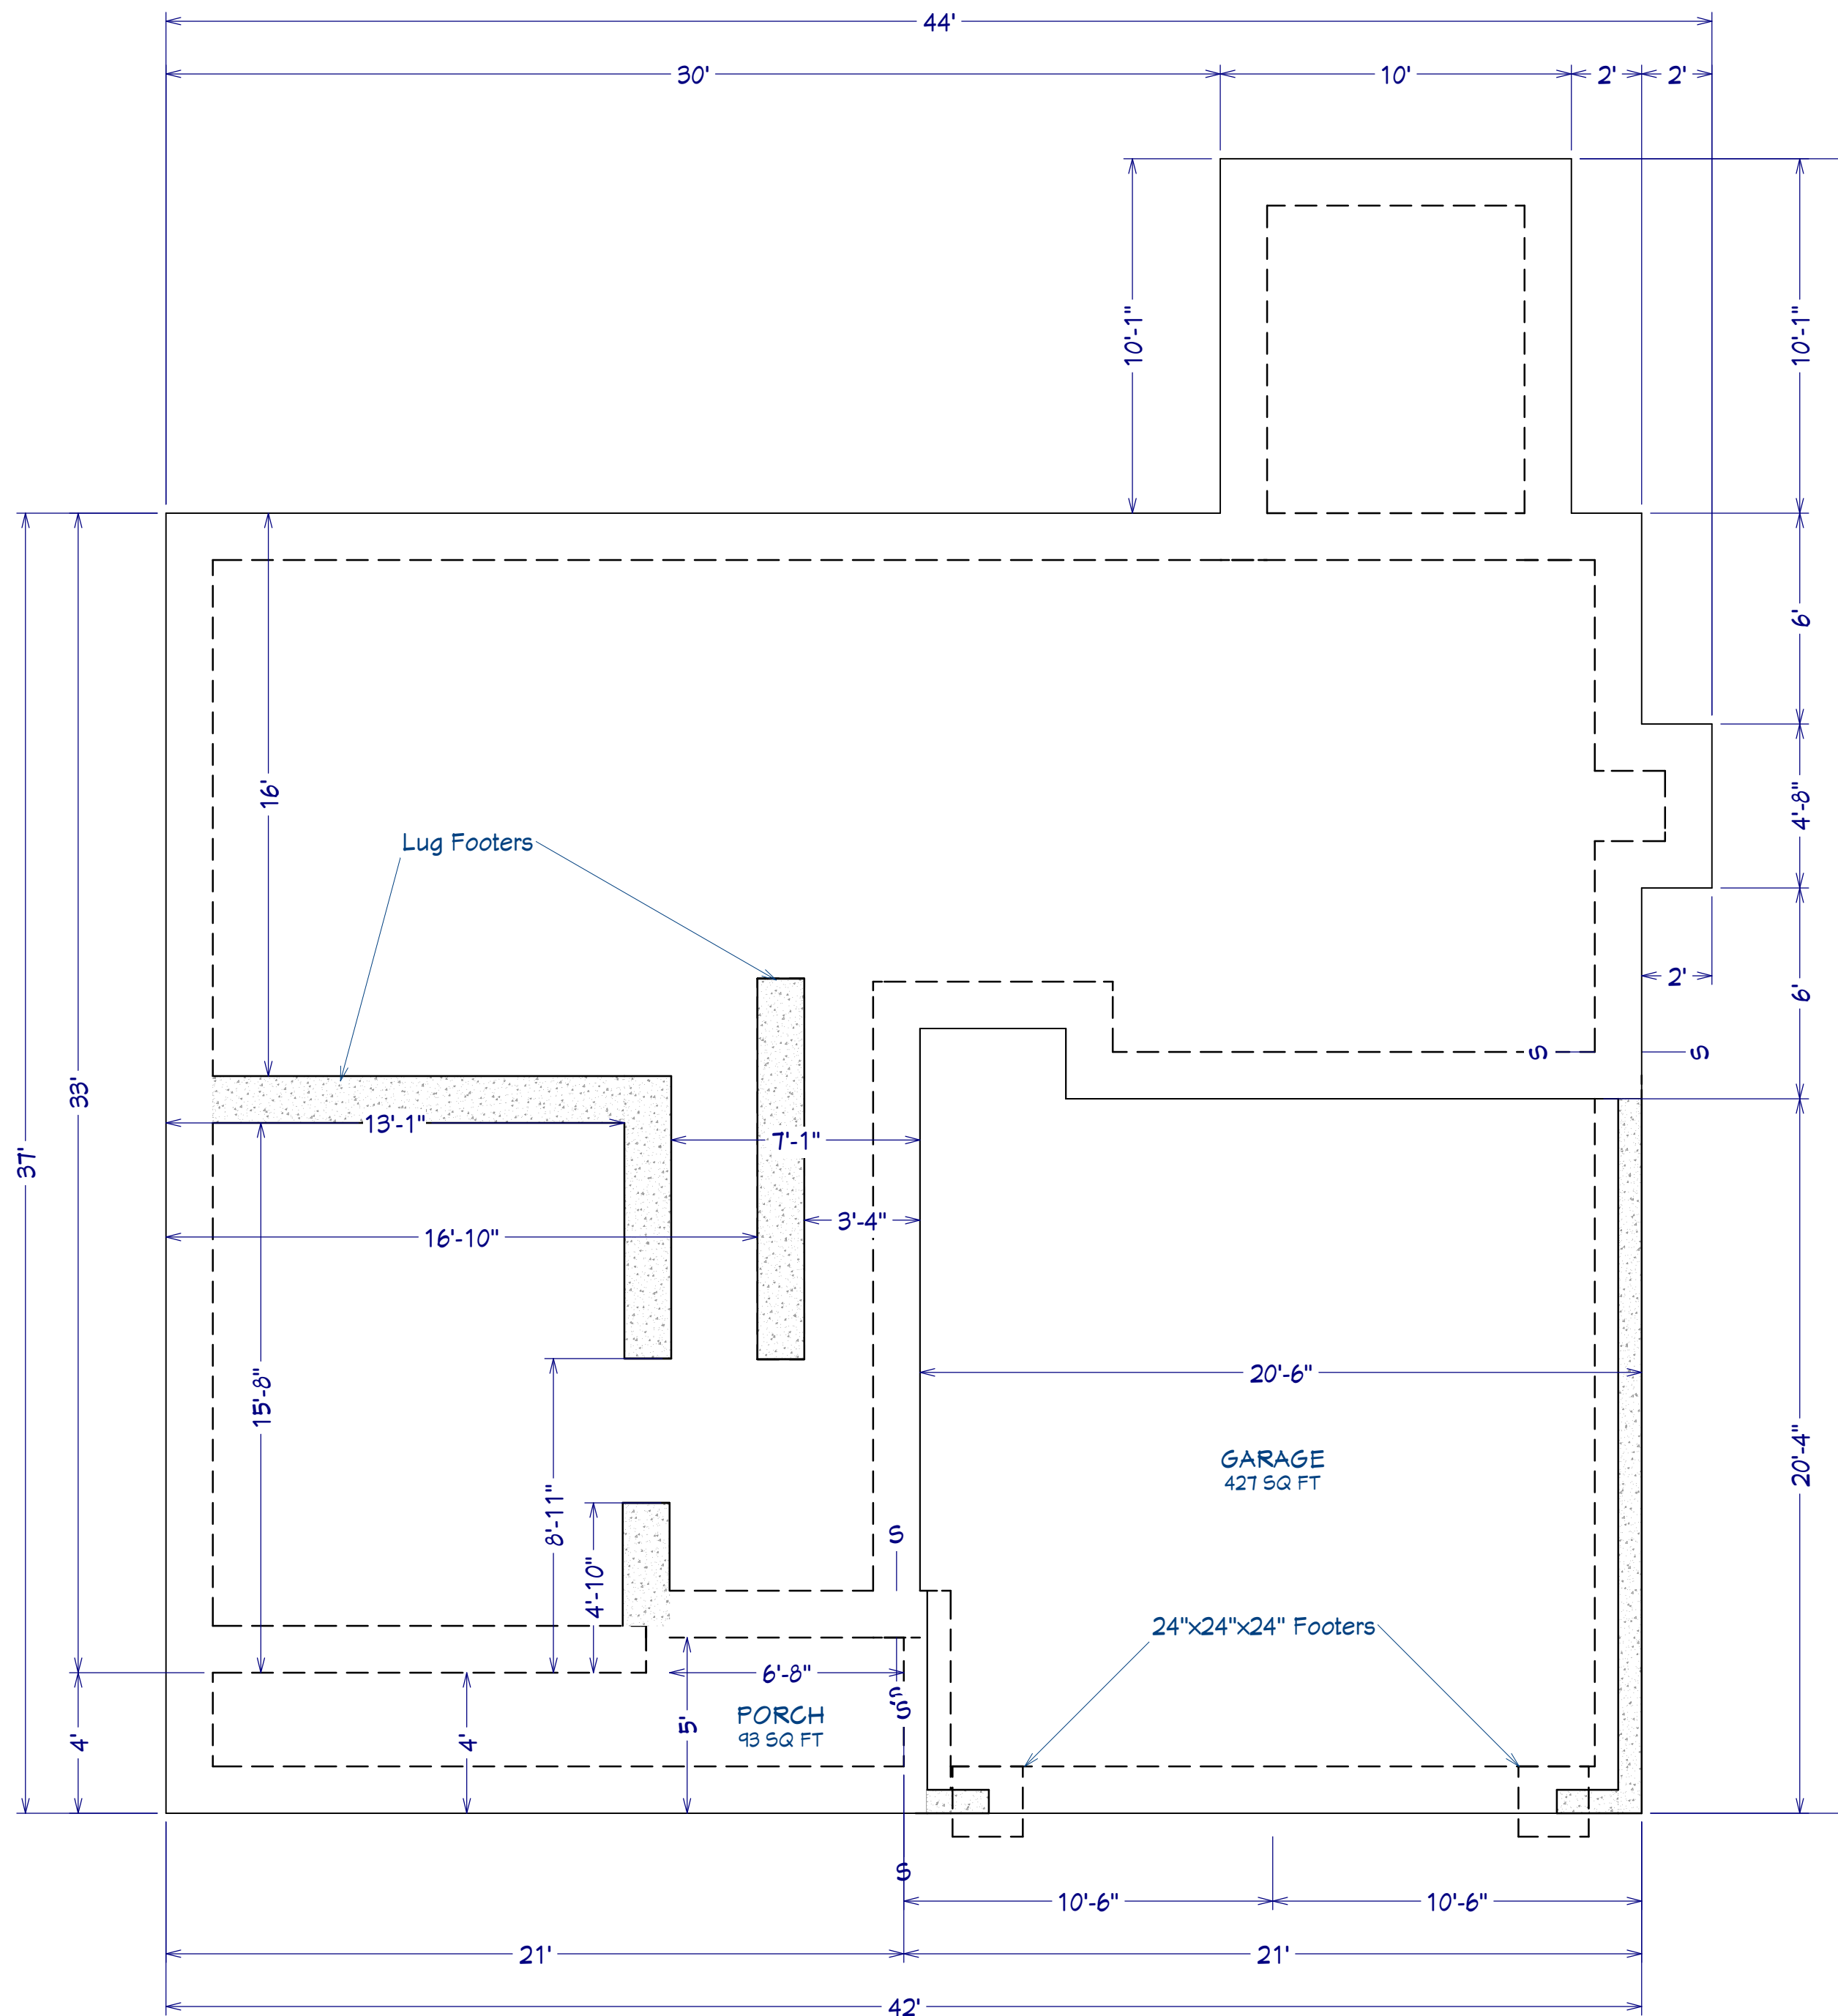 44'
30'
10'
2'
2'
10'-1"
10'-1"
6'
16'
4'-8"
Lug Footers
2'
6'
S
S
33'
13'-1"
7'-1"
37'
3'-4"
16'-10"
20'-6"
15'-8"
GARAGE
427 SQ FT
20'-4"
8'-11"
S
4'-10"
24"x24"x24" Footers
6'-8"
S
S
PORCH
93 SQ FT
5'
4'
4'
S
10'-6"
10'-6"
21'
21'
42'